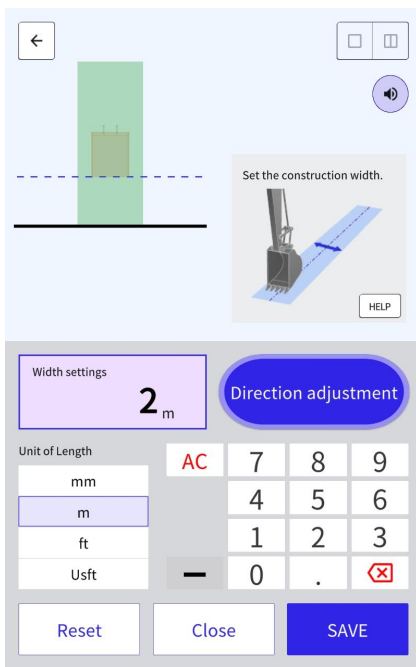 Set the construction width.
HELP
Width settings
2 m
Direction adjustment
Unit of Length
mm
m
ft
Usft
AC
7 8 9
4 5 6
1 2 3
0 .
Reset
Close
SAVE